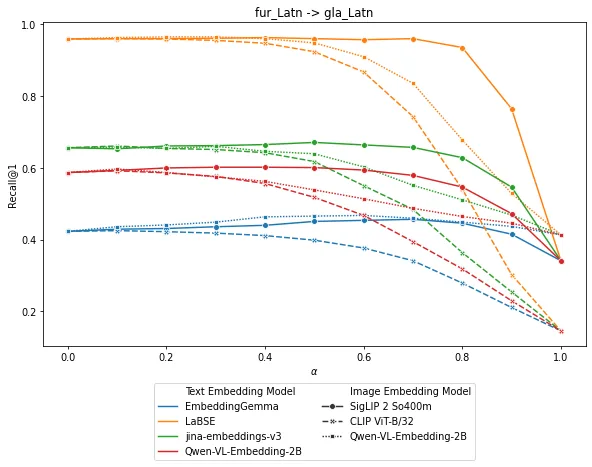 fur_Latn -> gla_Latn
Recall@1
1.0
0.8
0.6
0.4
0.2
0.0 0.2 0.4 0.6 0.8 1.0
α
Text Embedding Model Image Embedding Model
EmbeddingGemma SigLIP 2 So400m
LaBSE CLIP ViT-B/32
jina-embeddings-v3 Qwen-VL-Embedding-2B
Qwen-VL-Embedding-2B